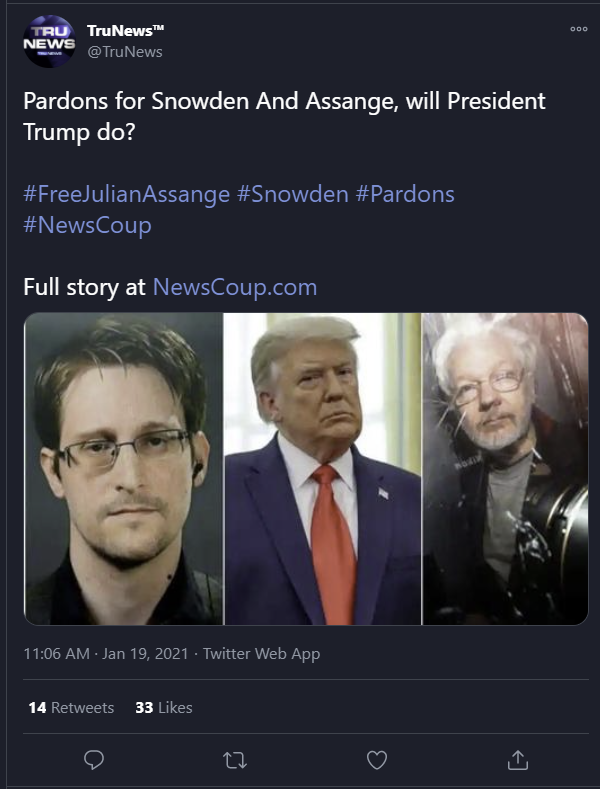 TRU
NEWS
TruNews™
@TruNews
Pardons for Snowden And Assange, will President
Trump do?
#FreeJulianAssange #Snowden #Pardons
#NewsCoup
Full story at NewsCoup.com
11:06 AM · Jan 19, 2021 · Twitter Web App
14 Retweets 33 Likes